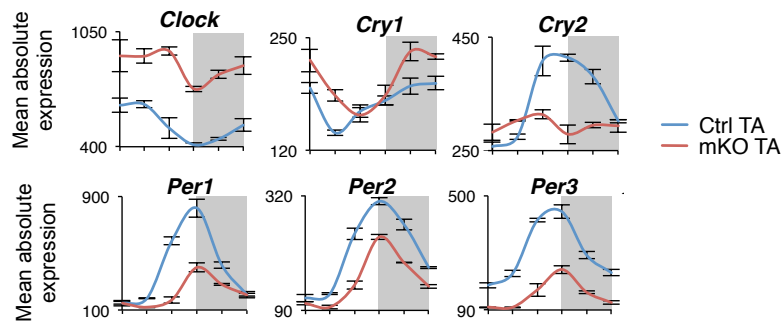 Clock
Cry1
Cry2
Mean absolute
expression
1050
400
250
120
450
250
Ctrl TA
mKO TA
Per1
Per2
Per3
Mean absolute
expression
900
100
320
90
500
90